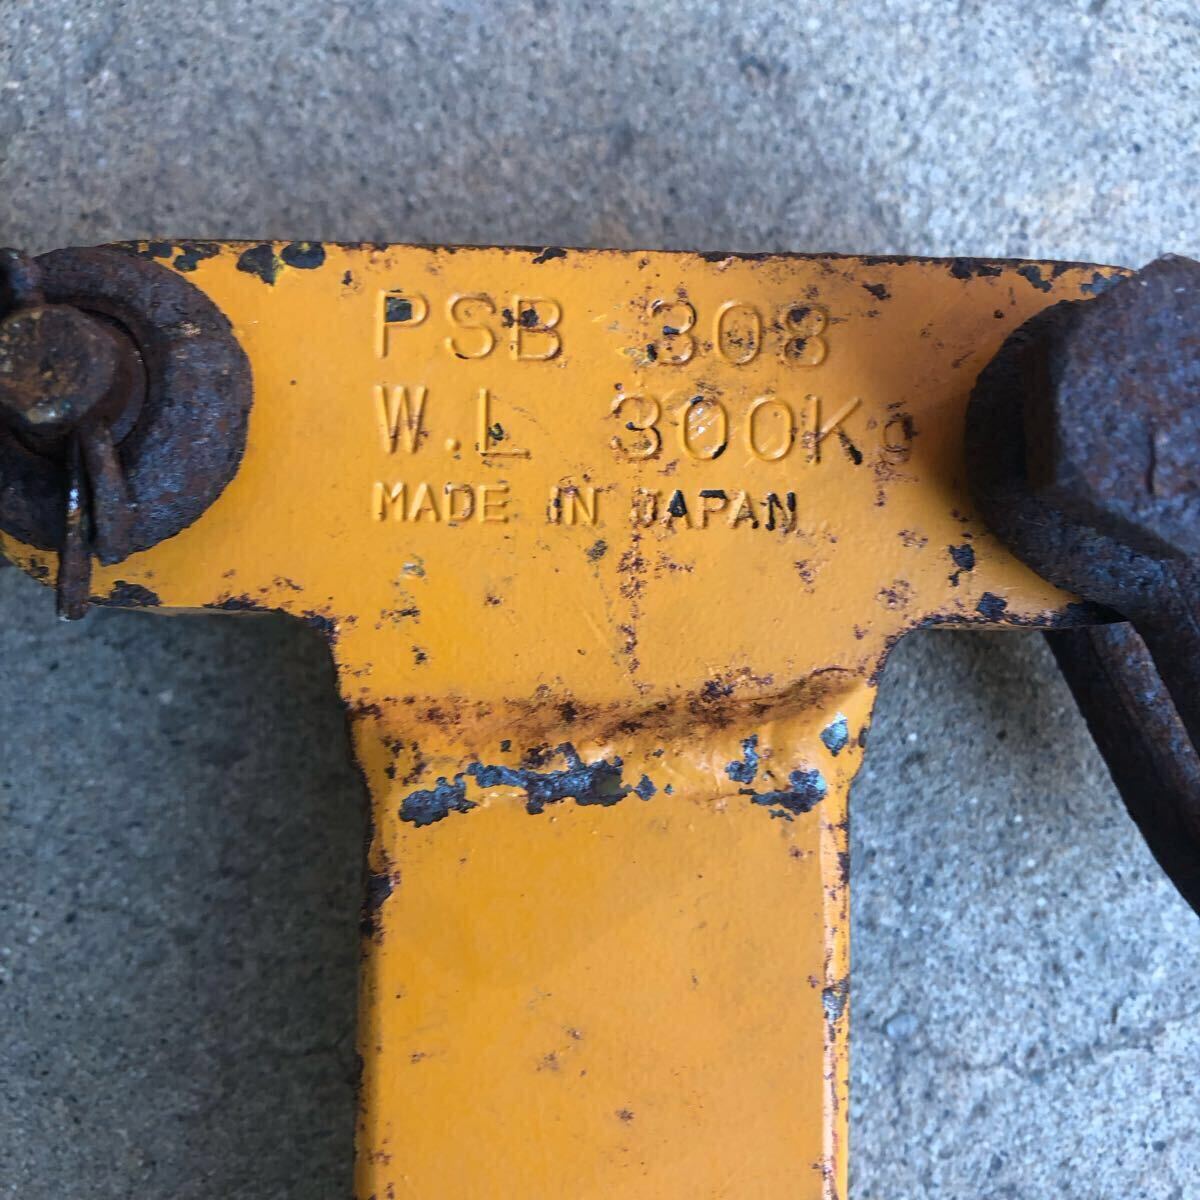 PSB 308
W.L 300Kg
MADE IN JAPAN